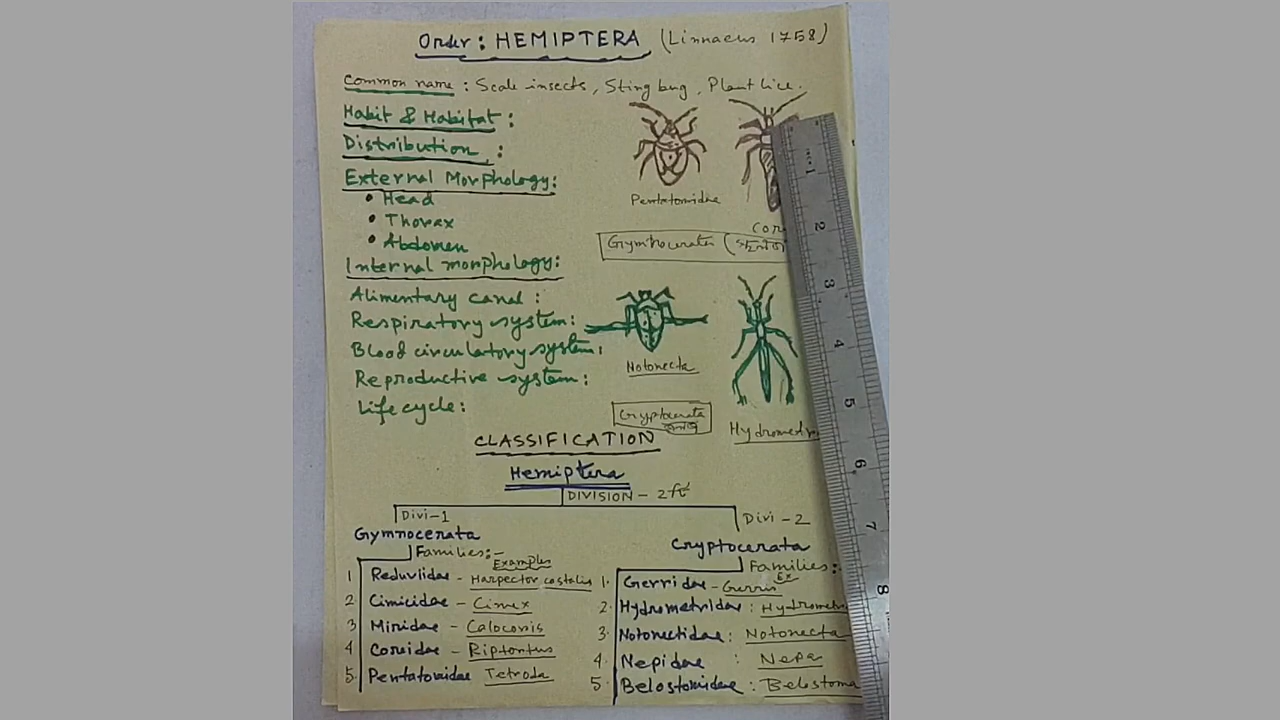 Order: HEMIPTERA (Linnaeus 1758)
Common name: Scale insects, Sting bug, Plant lice.
Habit & Habitat:
Distribution:
External Morphology:
• Head
• Thorax
• Abdomen
Pentatomidae
Cor
Gymnocerata
Internal morphology:
Alimentary canal:
Respiratory system:
Blood circulatory system:
Reproductive system:
Life cycle:
Notonecta
Cryptocerata
Hydrometr
CLASSIFICATION
Hemiptera
DIVISION - 2
Divi-1
Divi-2
Gymnocerata
Cryptocerata
Families:-
Examples
1 Reduviidae - Harpector costalis
2 Cimicidae - Cimex
3 Miridae - Calocoris
4 Coreidae - Riptortus
5. Pentatomidae Tetroda
Families:
Ex
1. Gerridae - Gerris
2. Hydrometridae: Hydrometr
3. Notonectidae: Notonecta
4. Nepidae : Nepa
5. Belostomidae: Belostoma
1
2
3
4
5
6
7
8